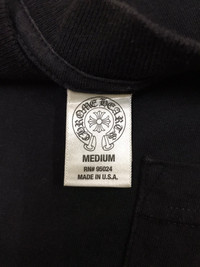 CHROME HEARTS
MEDIUM
RN# 95024
MADE IN U.S.A.